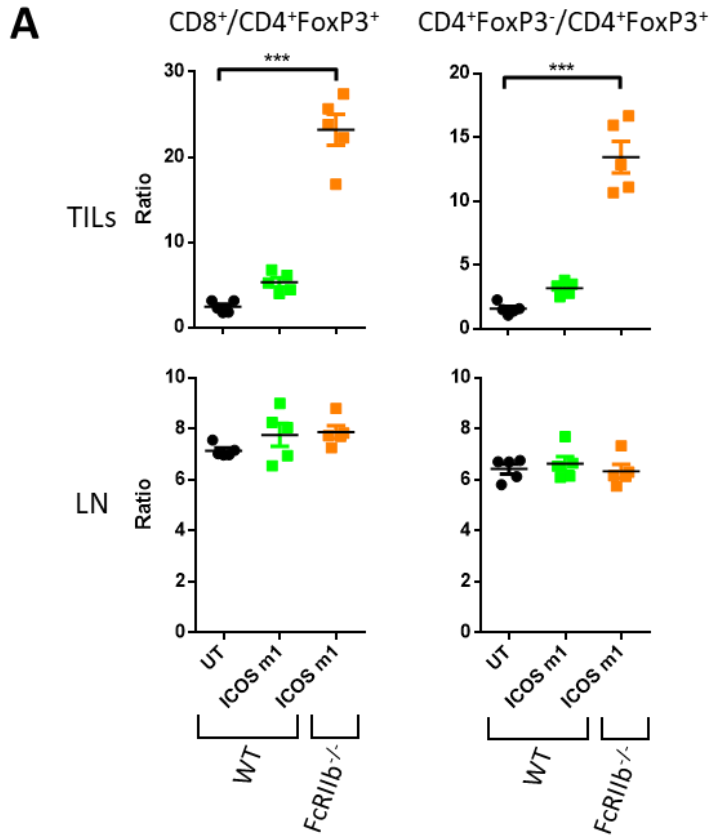 A
CD8⁺/CD4⁺FoxP3⁺
CD4⁺FoxP3⁻/CD4⁺FoxP3⁺
TILs
Ratio
30
20
10
0
***
20
15
10
5
0
***
LN
Ratio
10
8
6
4
2
0
UT
ICOS m1
ICOS m1
WT
FcRIIb⁻/⁻
10
8
6
4
2
0
UT
ICOS m1
ICOS m1
WT
FcRIIb⁻/⁻